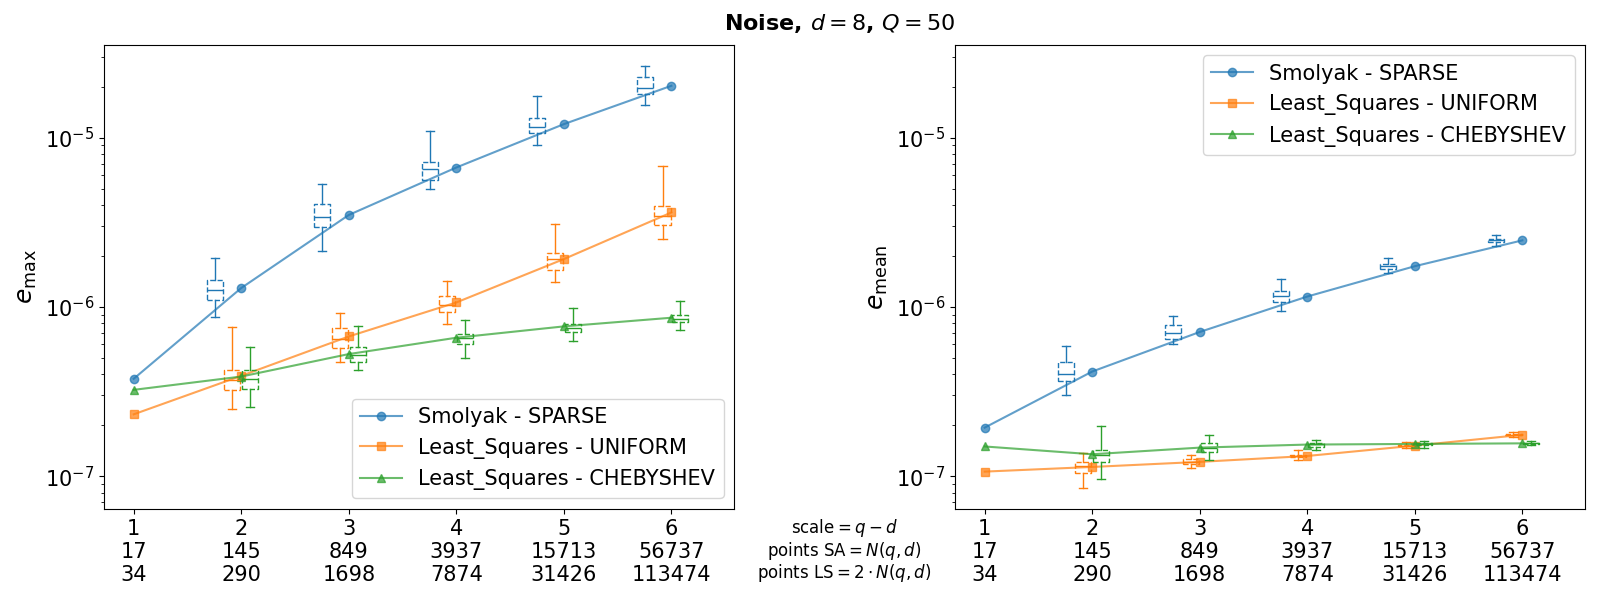 Noise, d = 8, Q = 50
e_max
10^-5
10^-6
10^-7
Smolyak - SPARSE
Least_Squares - UNIFORM
Least_Squares - CHEBYSHEV
1 2 3 4 5 6
17 145 849 3937 15713 56737
34 290 1698 7874 31426 113474
scale = q − d
points SA = N(q, d)
points LS = 2 · N(q, d)
e_mean
10^-5
10^-6
10^-7
Smolyak - SPARSE
Least_Squares - UNIFORM
Least_Squares - CHEBYSHEV
1 2 3 4 5 6
17 145 849 3937 15713 56737
34 290 1698 7874 31426 113474